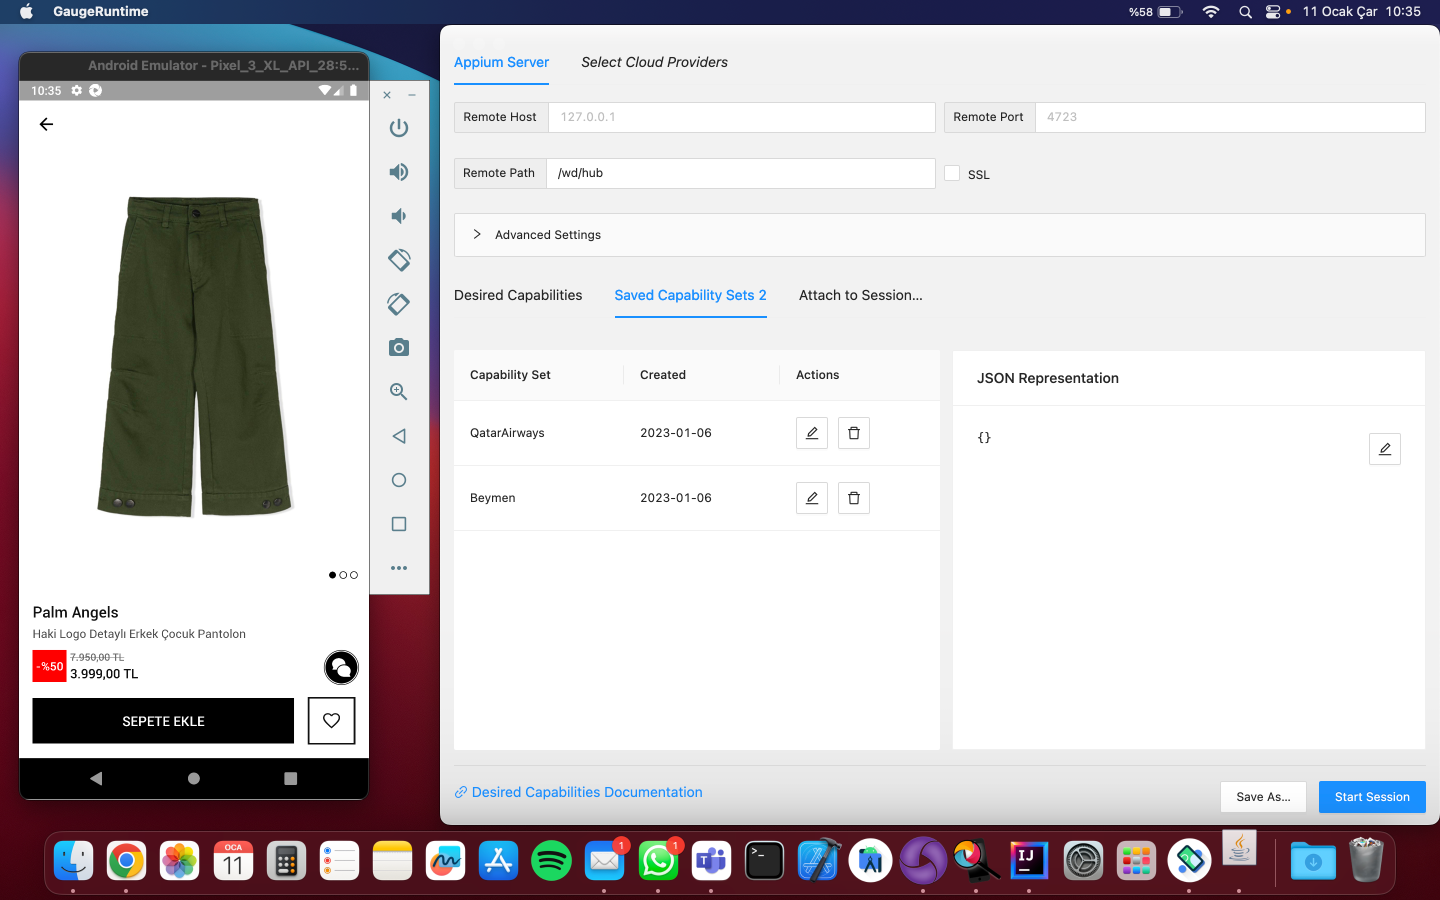 GaugeRuntime
%58
11 Ocak Çar 10:35
Android Emulator - Pixel_3_XL_API_28:5...
10:35
Palm Angels
Haki Logo Detaylı Erkek Çocuk Pantolon
-%50
7.950,00 TL
3.999,00 TL
SEPETE EKLE
Appium Server
Select Cloud Providers
Remote Host
127.0.0.1
Remote Port
4723
Remote Path
/wd/hub
SSL
Advanced Settings
Desired Capabilities
Saved Capability Sets 2
Attach to Session...
Capability Set
Created
Actions
QatarAirways
2023-01-06
Beymen
2023-01-06
JSON Representation
{}
Desired Capabilities Documentation
Save As...
Start Session
OCA
11
1
1
>_
IJ